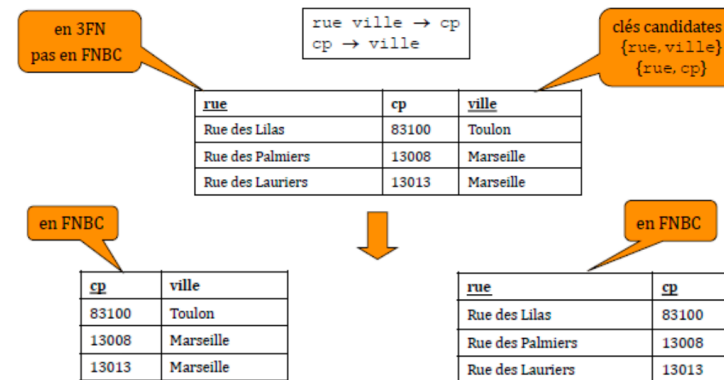 en 3FN
pas en FNBC
rue ville → cp
cp → ville
clés candidates
{rue, ville}
{rue, cp}
rue cp ville
Rue des Lilas 83100 Toulon
Rue des Palmiers 13008 Marseille
Rue des Lauriers 13013 Marseille
en FNBC
en FNBC
cp ville
83100 Toulon
13008 Marseille
13013 Marseille
rue cp
Rue des Lilas 83100
Rue des Palmiers 13008
Rue des Lauriers 13013